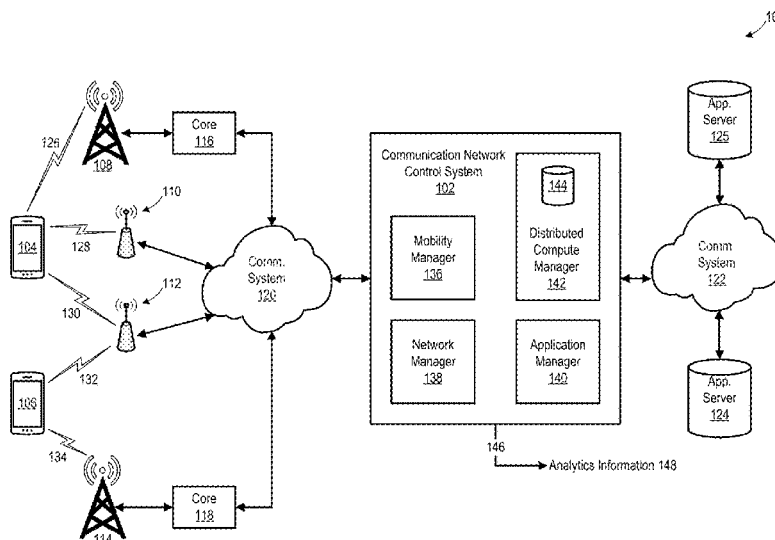 10
126
108
Core
116
110
104
128
Comm.
System
120
112
130
132
106
134
114
Core
118
Communication Network
Control System
102
144
Mobility
Manager
136
Distributed
Compute
Manager
142
Network
Manager
138
Application
Manager
140
146
Analytics Information 148
App.
Server
125
Comm.
System
122
App.
Server
124